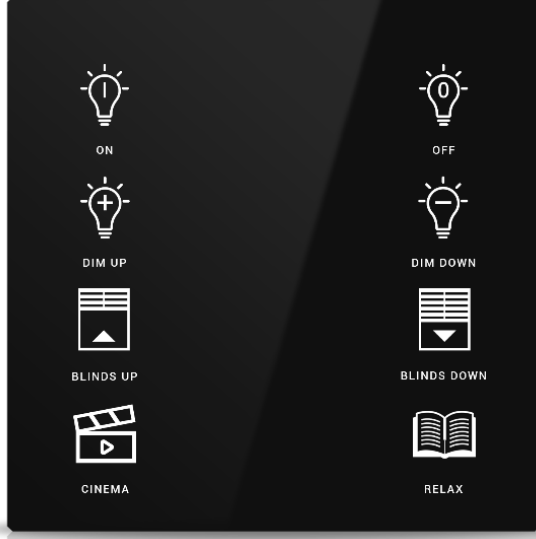 ON
OFF
DIM UP
DIM DOWN
BLINDS UP
BLINDS DOWN
CINEMA
RELAX